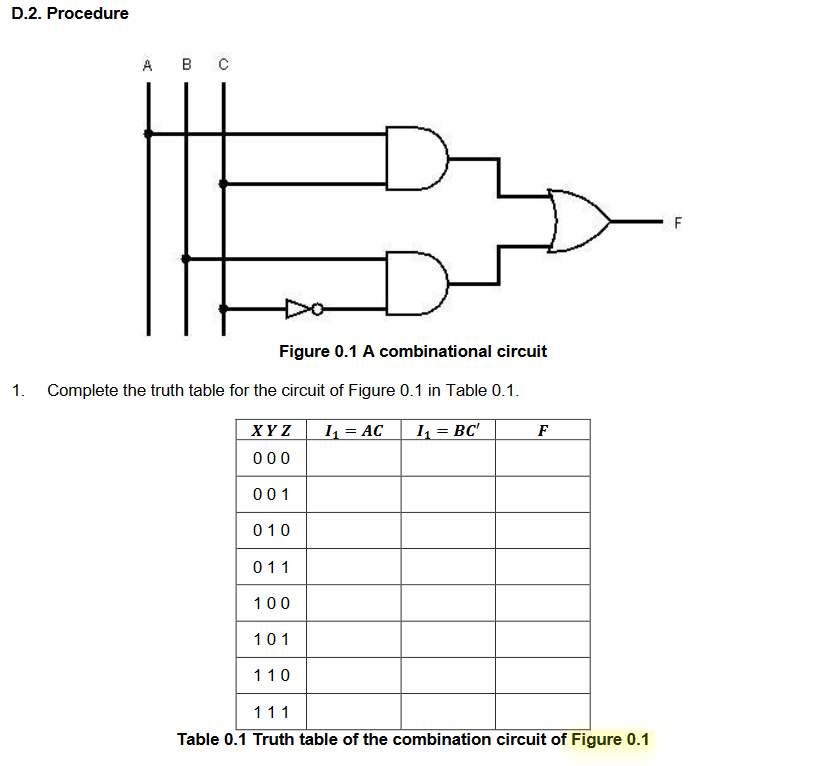 D.2. Procedure
A B C
F
Figure 0.1 A combinational circuit
1. Complete the truth table for the circuit of Figure 0.1 in Table 0.1.
X Y Z I₁ = AC I₁ = BC′ F
0 0 0
0 0 1
0 1 0
0 1 1
1 0 0
1 0 1
1 1 0
1 1 1
Table 0.1 Truth table of the combination circuit of Figure 0.1